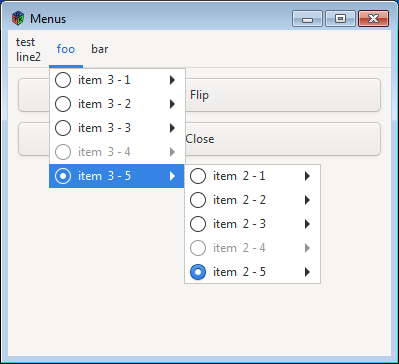 Menus
test
line2
foo
bar
Flip
Close
item 3 - 1
item 3 - 2
item 3 - 3
item 3 - 4
item 3 - 5
item 2 - 1
item 2 - 2
item 2 - 3
item 2 - 4
item 2 - 5